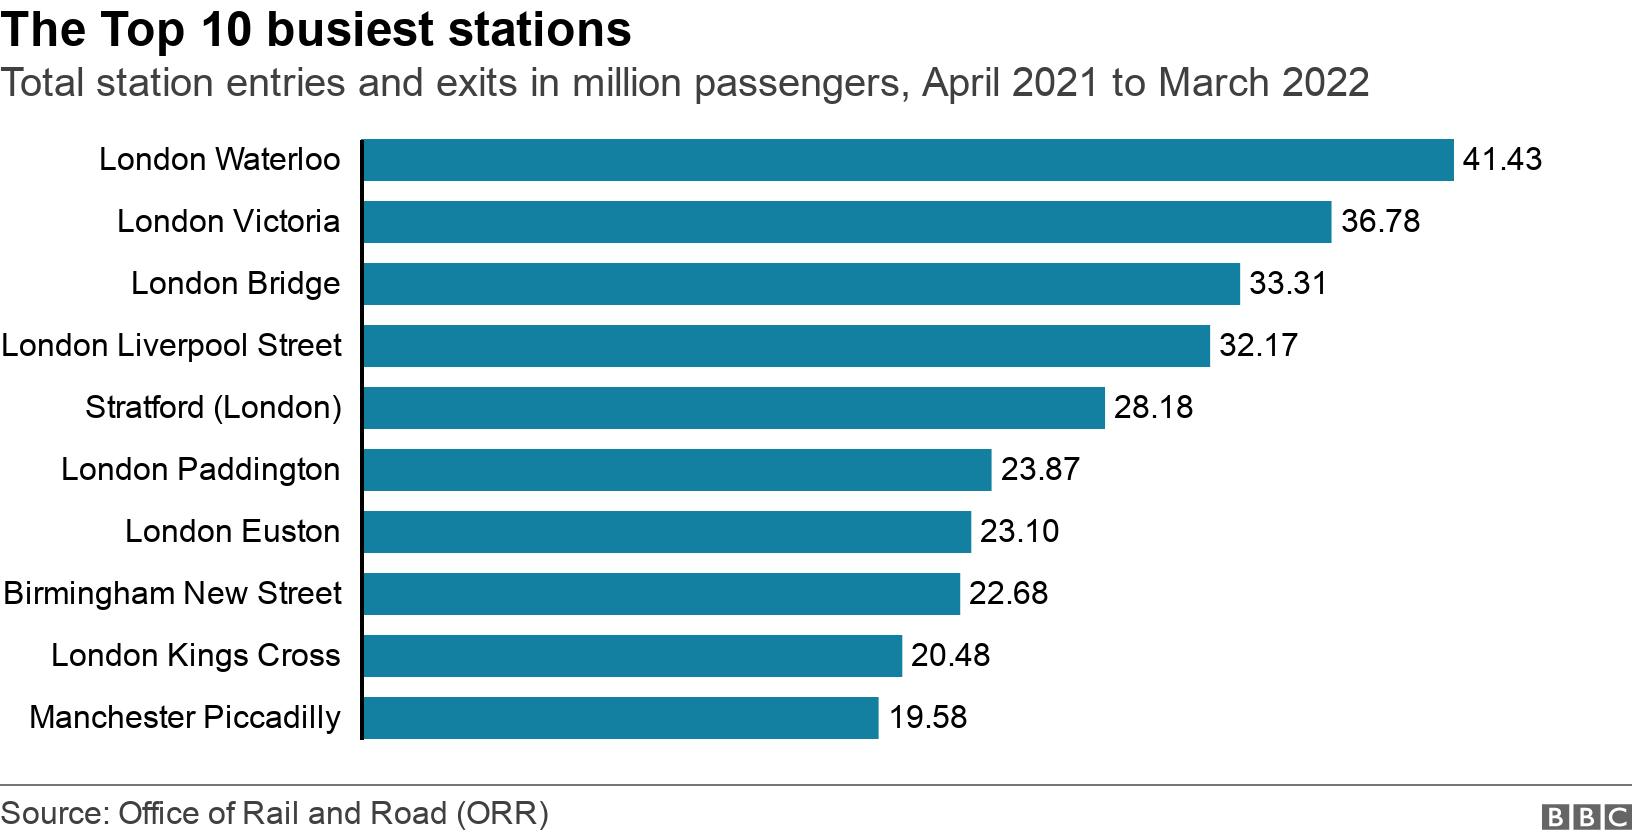 The Top 10 busiest stations
Total station entries and exits in million passengers, April 2021 to March 2022
London Waterloo 41.43
London Victoria 36.78
London Bridge 33.31
London Liverpool Street 32.17
Stratford (London) 28.18
London Paddington 23.87
London Euston 23.10
Birmingham New Street 22.68
London Kings Cross 20.48
Manchester Piccadilly 19.58
Source: Office of Rail and Road (ORR)
BBC